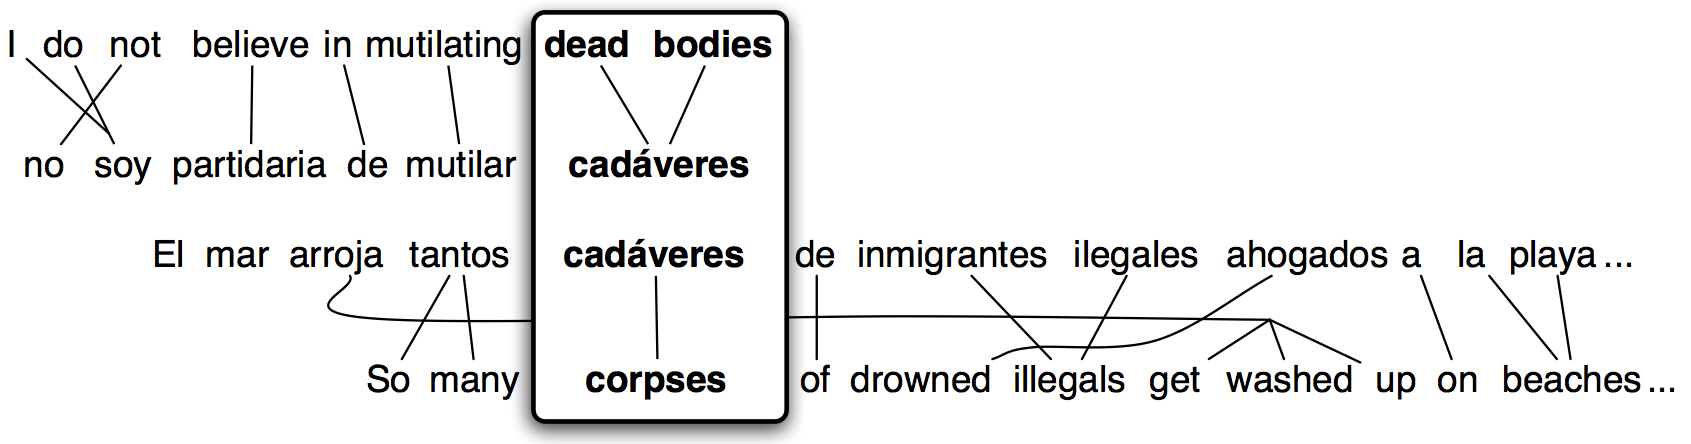 I do not believe in mutilating dead bodies
no soy partidaria de mutilar cadáveres
El mar arroja tantos cadáveres de inmigrantes ilegales ahogados a la playa ...
So many corpses of drowned illegals get washed up on beaches ...